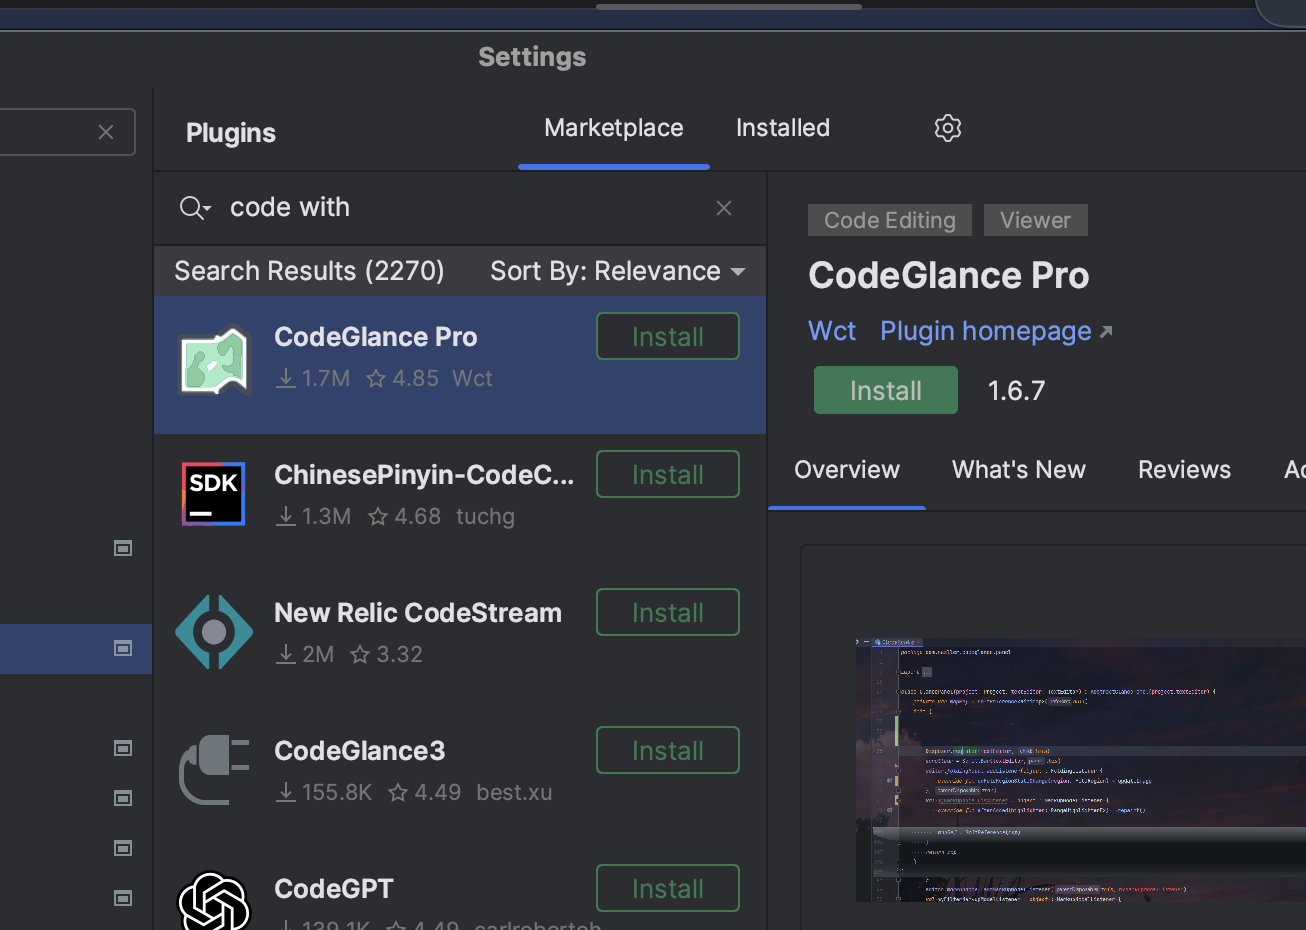 Settings
Plugins
Marketplace
Installed
code with
Search Results (2270)
Sort By: Relevance
CodeGlance Pro
Install
1.7M 4.85 Wct
SDK
ChinesePinyin-CodeC...
Install
1.3M 4.68 tuchg
New Relic CodeStream
Install
2M 3.32
CodeGlance3
Install
155.8K 4.49 best.xu
CodeGPT
Install
Code Editing
Viewer
CodeGlance Pro
Wct
Plugin homepage
Install
1.6.7
Overview
What's New
Reviews